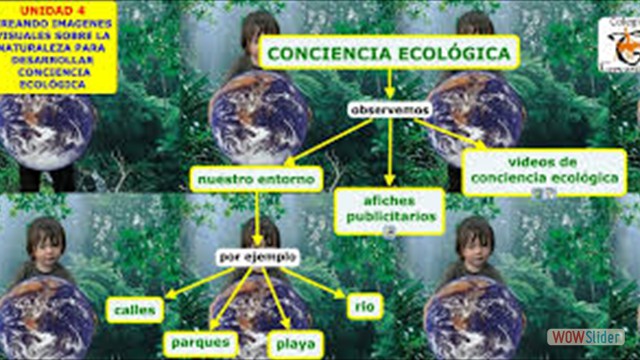 UNIDAD 4
CREANDO IMAGENES
VISUALES SOBRE LA
NATURALEZA PARA
DESARROLLAR
CONCIENCIA
ECOLÓGICA
CONCIENCIA ECOLÓGICA
observemos
nuestro entorno
afiches
publicitarios
videos de
conciencia ecológica
por ejemplo
calles
parques
playa
río
WOWSlider